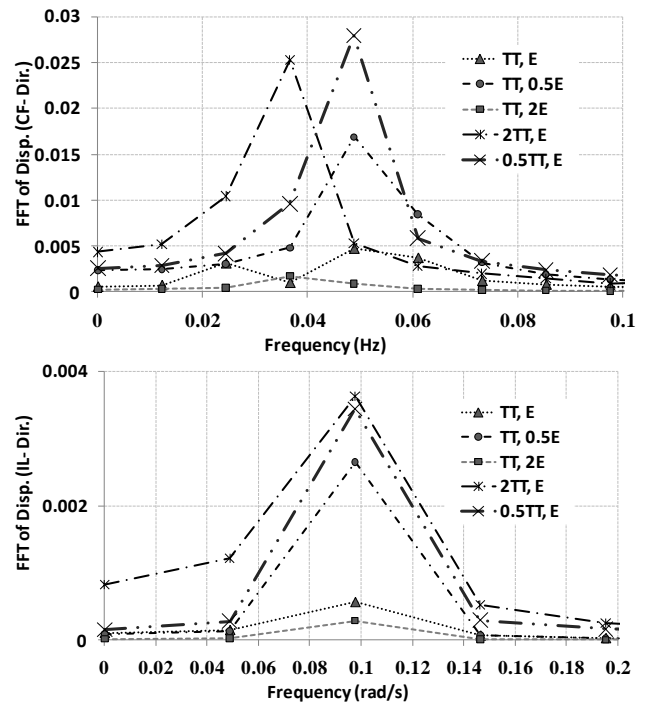 0.03
0.025
0.02
0.015
0.01
0.005
0
FFT of Disp. (CF- Dir.)
TT, E
TT, 0.5E
TT, 2E
2TT, E
0.5TT, E
0 0.02 0.04 0.06 0.08 0.1
Frequency (Hz)
0.004
0.002
0
FFT of Disp. (IL- Dir.)
TT, E
TT, 0.5E
TT, 2E
2TT, E
0.5TT, E
0 0.02 0.04 0.06 0.08 0.1 0.12 0.14 0.16 0.18 0.2
Frequency (rad/s)